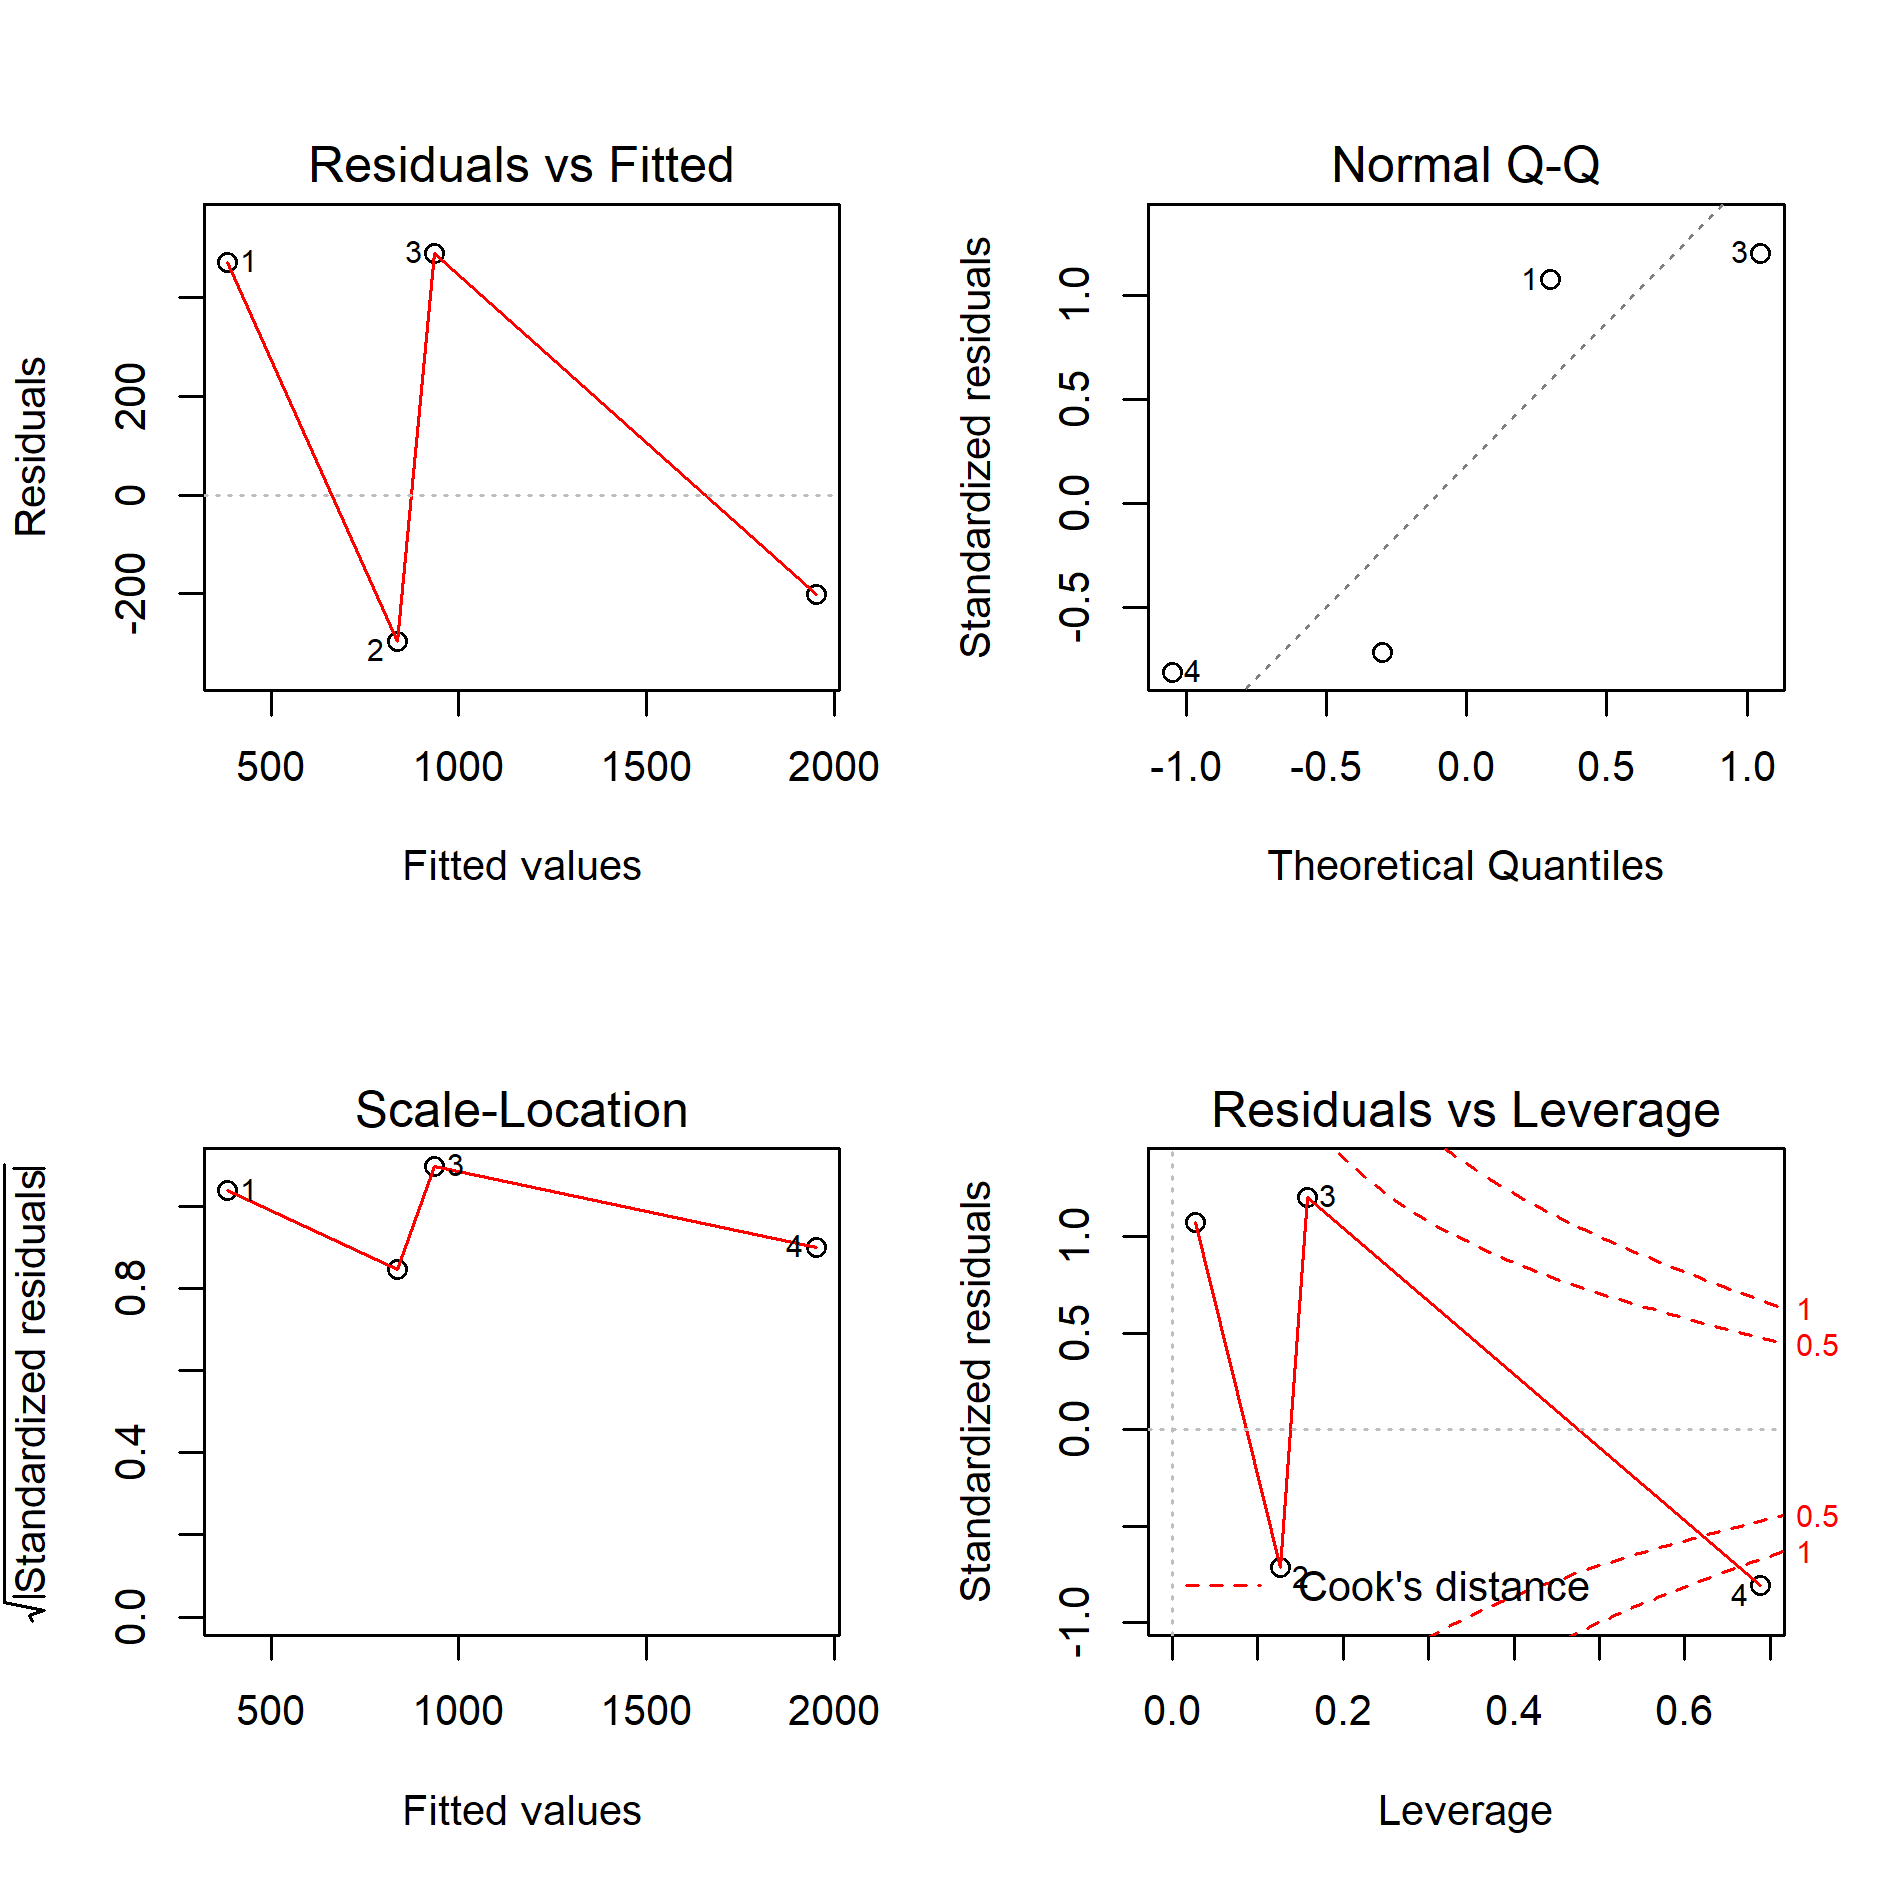 Residuals vs Fitted
Residuals
200
0
-200
1
3
2
500 1000 1500 2000
Fitted values
Normal Q-Q
Standardized residuals
1.0
0.5
0.0
-0.5
3
1
4
-1.0 -0.5 0.0 0.5 1.0
Theoretical Quantiles
Scale-Location
√|Standardized residuals|
0.8
0.4
0.0
1
3
4
500 1000 1500 2000
Fitted values
Residuals vs Leverage
Standardized residuals
1.0
0.5
0.0
-1.0
3
1
0.5
0.5
1
2
4
Cook's distance
0.0 0.2 0.4 0.6
Leverage